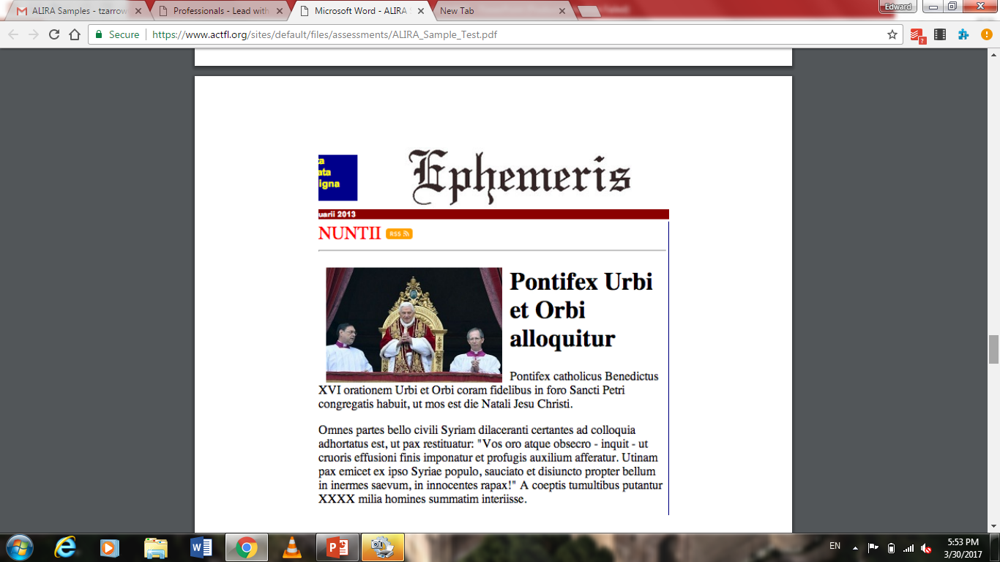 Edward
ALIRA Samples - tzarrow
Professionals - Lead with
Microsoft Word - ALIRA
New Tab
Secure
https://www.actfl.org/sites/default/files/assessments/ALIRA_Sample_Test.pdf
ta
ata
igna
Ephemeris
uarii 2013
NUNTII
RSS
Pontifex Urbi
et Orbi
alloquitur
Pontifex catholicus Benedictus
XVI orationem Urbi et Orbi coram fidelibus in foro Sancti Petri
congregatis habuit, ut mos est die Natali Jesu Christi.
Omnes partes bello civili Syriam dilaceranti certantes ad colloquia
adhortatus est, ut pax restituatur: "Vos oro atque obsecro - inquit - ut
cruoris effusioni finis imponatur et profugis auxilium afferatur. Utinam
pax emicet ex ipso Syriae populo, sauciato et disiuncto propter bellum
in inermes saevum, in innocentes rapax!" A coeptis tumultibus putantur
XXXX milia homines summatim interiisse.
EN
5:53 PM
3/30/2017